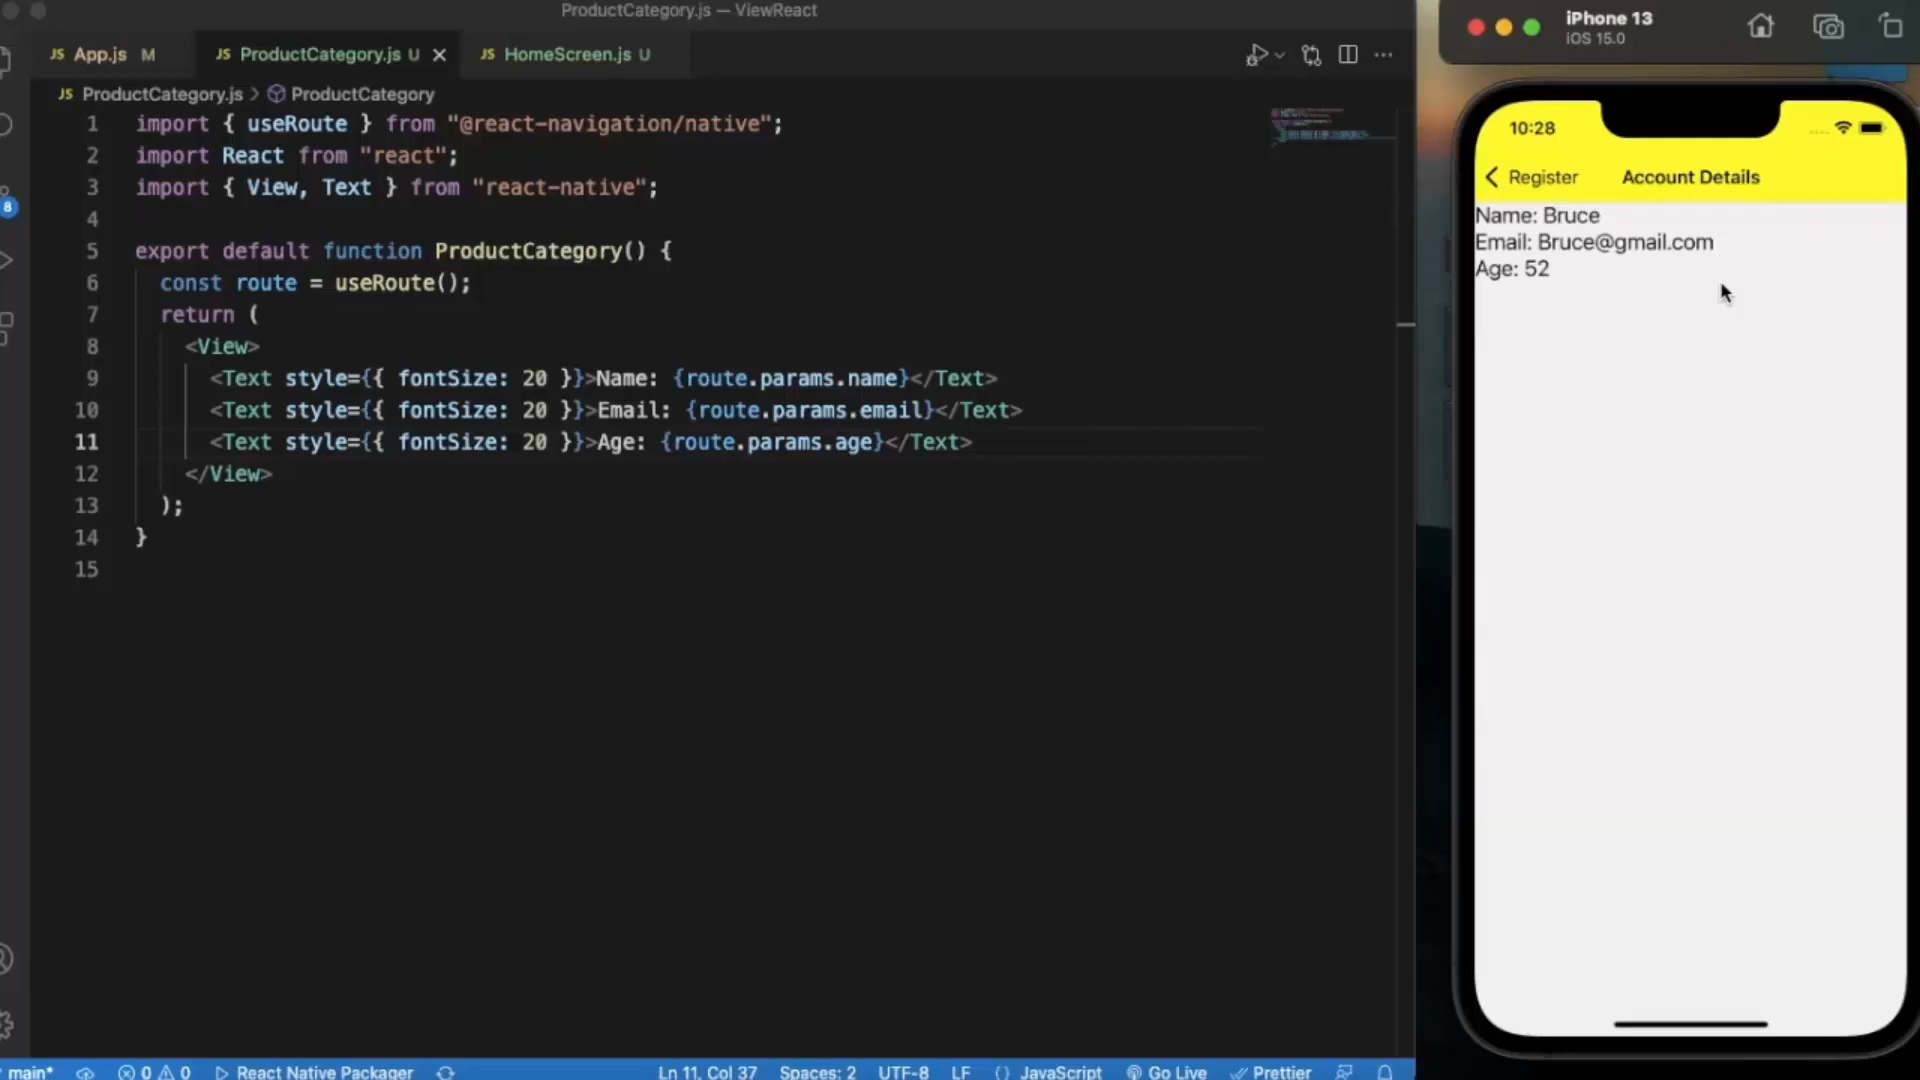 ProductCategory.js — ViewReact
JS App.js M
JS ProductCategory.js U
JS HomeScreen.js U
JS ProductCategory.js > ProductCategory
1 import { useRoute } from "@react-navigation/native";
2 import React from "react";
3 import { View, Text } from "react-native";
4
5 export default function ProductCategory() {
6 const route = useRoute();
7 return (
8 <View>
9 <Text style={{ fontSize: 20 }}>Name: {route.params.name}</Text>
10 <Text style={{ fontSize: 20 }}>Email: {route.params.email}</Text>
11 <Text style={{ fontSize: 20 }}>Age: {route.params.age}</Text>
12 </View>
13 );
14 }
15
8
main* 0 0 React Native Packager Ln 11, Col 37 Spaces: 2 UTF-8 LF {} JavaScript Go Live Prettier
iPhone 13
iOS 15.0
10:28
Register Account Details
Name: Bruce
Email: Bruce@gmail.com
Age: 52